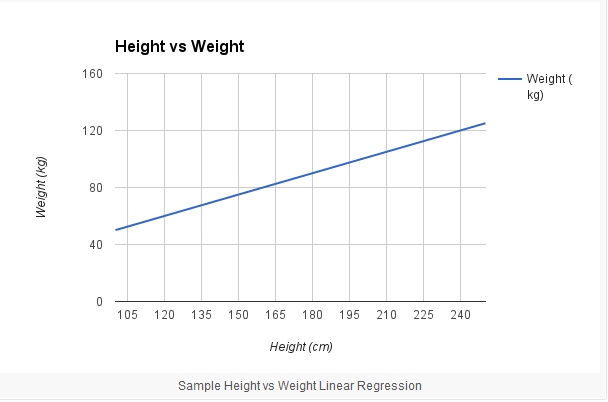 Height vs Weight
160
120
80
40
0
Weight (kg)
105 120 135 150 165 180 195 210 225 240
Height (cm)
Weight (
kg)
Sample Height vs Weight Linear Regression